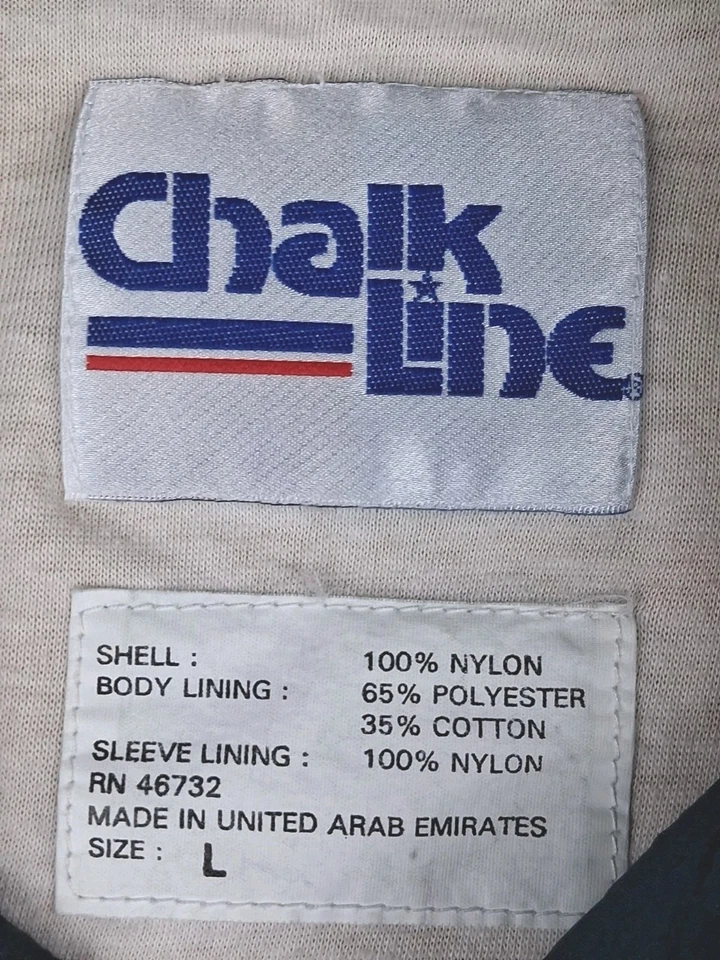 Chalk
Line®
SHELL : 100% NYLON
BODY LINING : 65% POLYESTER
35% COTTON
SLEEVE LINING : 100% NYLON
RN 46732
MADE IN UNITED ARAB EMIRATES
SIZE : L